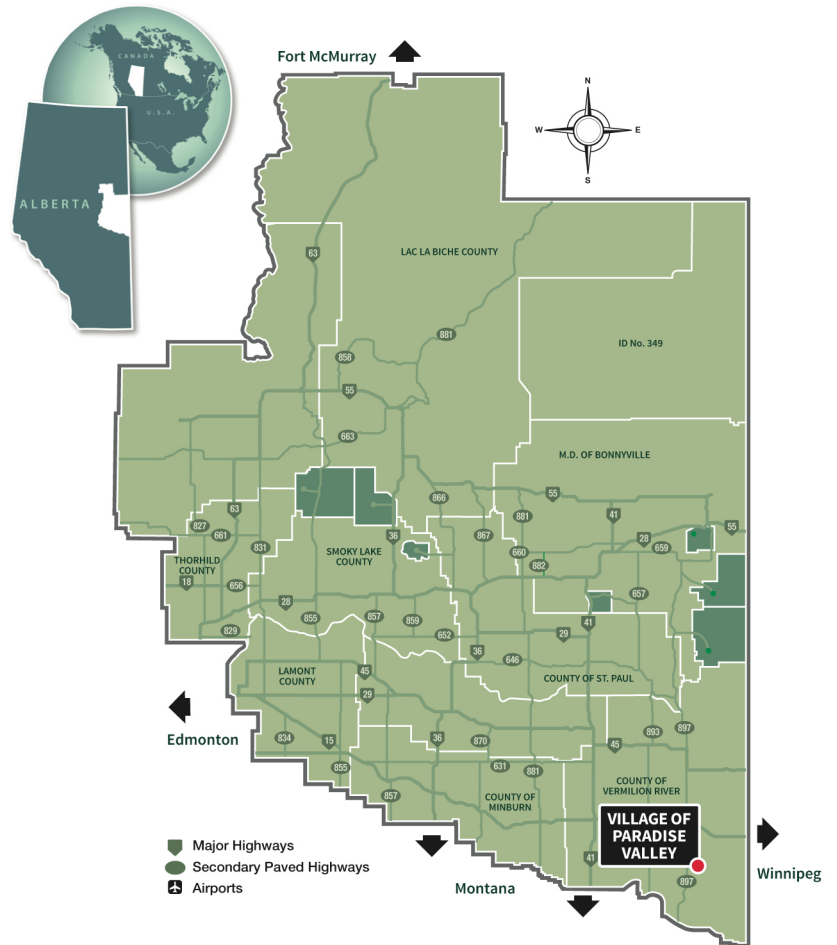 Fort McMurray
CANADA
U.S.A.
ALBERTA
N
W
E
S
63
LAC LA BICHE COUNTY
881
ID No. 349
858
55
663
M.D. OF BONNYVILLE
866
55
63
881
41
827
661
36
867
28
55
831
659
THORHILD
COUNTY
SMOKY LAKE
COUNTY
660
882
18
656
657
28
855
857
859
41
829
652
29
36
646
LAMONT
COUNTY
45
COUNTY OF ST. PAUL
29
Edmonton
834
15
36
870
893
897
45
855
631
881
857
COUNTY OF
MINBURN
COUNTY OF
VERMILION RIVER
VILLAGE OF
PARADISE
VALLEY
41
897
Winnipeg
Montana
Major Highways
Secondary Paved Highways
Airports